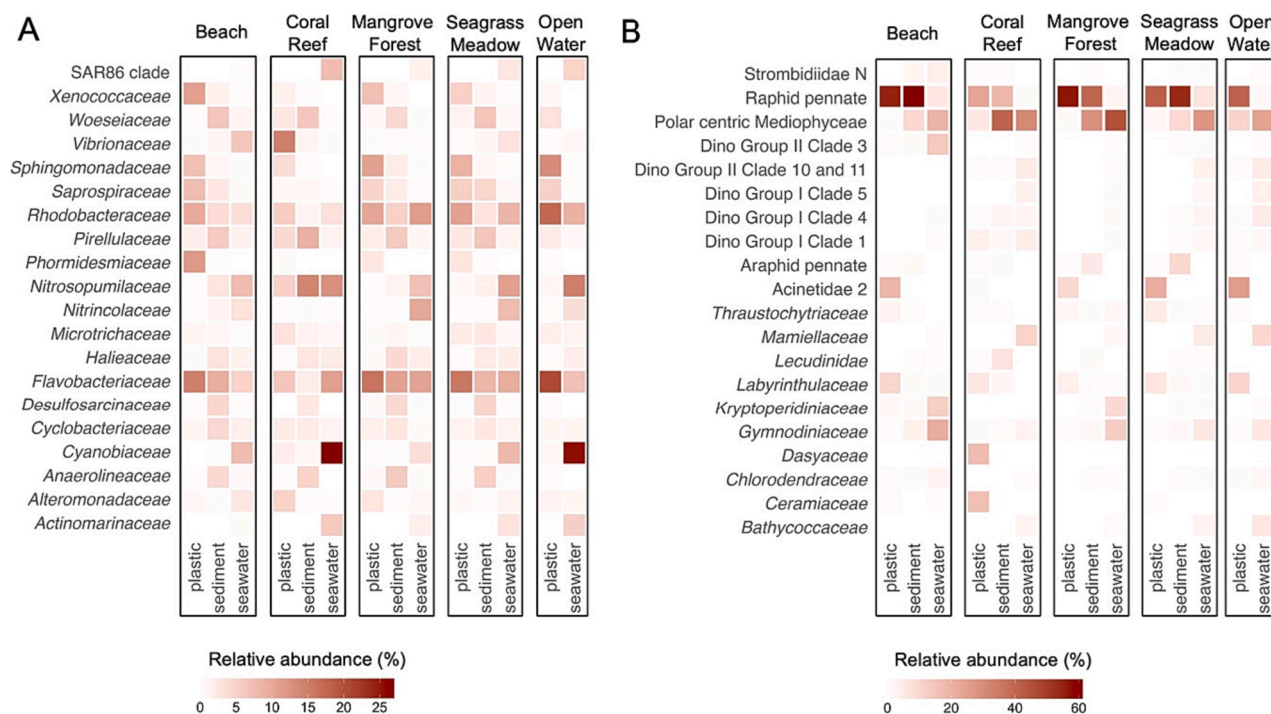 A
Beach
Coral
Reef
Mangrove
Forest
Seagrass
Meadow
Open
Water
SAR86 clade
Xenococcaceae
Woeseiaceae
Vibrionaceae
Sphingomonadaceae
Saprospiraceae
Rhodobacteraceae
Pirellulaceae
Phormidesmiaceae
Nitrosopumilaceae
Nitrincolaceae
Microtrichaceae
Halieaceae
Flavobacteriaceae
Desulfosarcinaceae
Cyclobacteriaceae
Cyanobiaceae
Anaerolineaceae
Alteromonadaceae
Actinomarinaceae
plastic
sediment
seawater
plastic
sediment
seawater
plastic
sediment
seawater
plastic
sediment
seawater
plastic
seawater
Relative abundance (%)
0 5 10 15 20 25
B
Beach
Coral
Reef
Mangrove
Forest
Seagrass
Meadow
Open
Water
Strombidiidae N
Raphid pennate
Polar centric Mediophyceae
Dino Group II Clade 3
Dino Group II Clade 10 and 11
Dino Group I Clade 5
Dino Group I Clade 4
Dino Group I Clade 1
Araphid pennate
Acinetidae 2
Thraustochytriaceae
Mamiellaceae
Lecudinidae
Labyrinthulaceae
Kryptoperidiniaceae
Gymnodiniaceae
Dasyaceae
Chlorodendraceae
Ceramiaceae
Bathycoccaceae
plastic
sediment
seawater
plastic
sediment
seawater
plastic
sediment
seawater
plastic
sediment
seawater
plastic
seawater
Relative abundance (%)
0 20 40 60